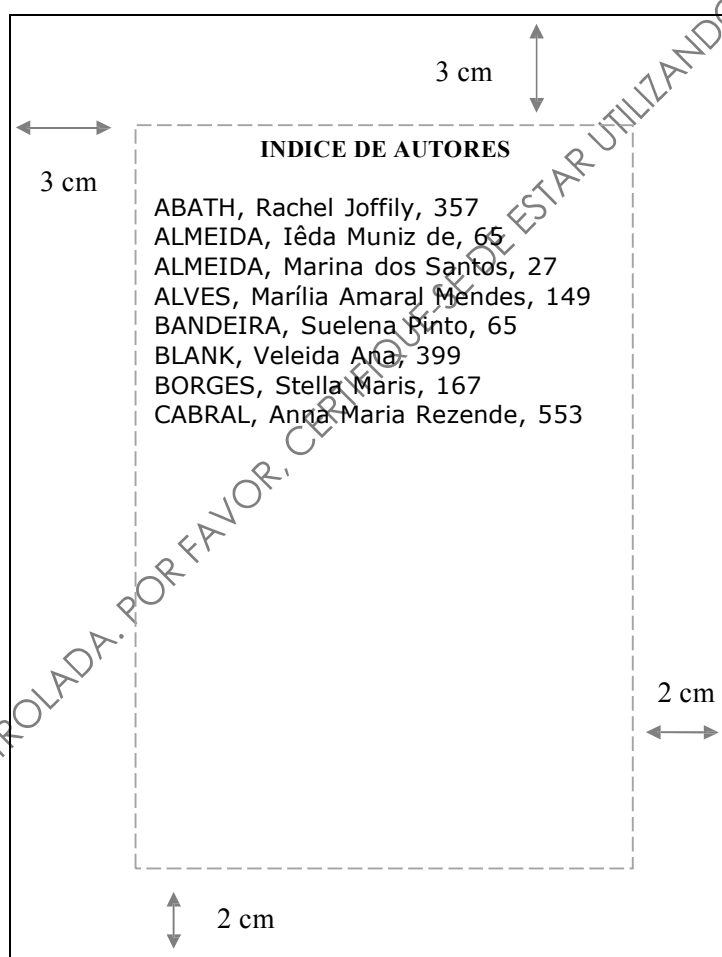 3 cm
3 cm
INDICE DE AUTORES
ABATH, Rachel Joffily, 357
ALMEIDA, Iêda Muniz de, 65
ALMEIDA, Marina dos Santos, 27
ALVES, Marília Amaral Mendes, 149
BANDEIRA, Suelena Pinto, 65
BLANK, Veleida Ana, 399
BORGES, Stella Maris, 167
CABRAL, Anna Maria Rezende, 553
2 cm
2 cm
ROLADA. POR FAVOR, CERTIFIQUE-SE DE ESTAR UTILIZANDO